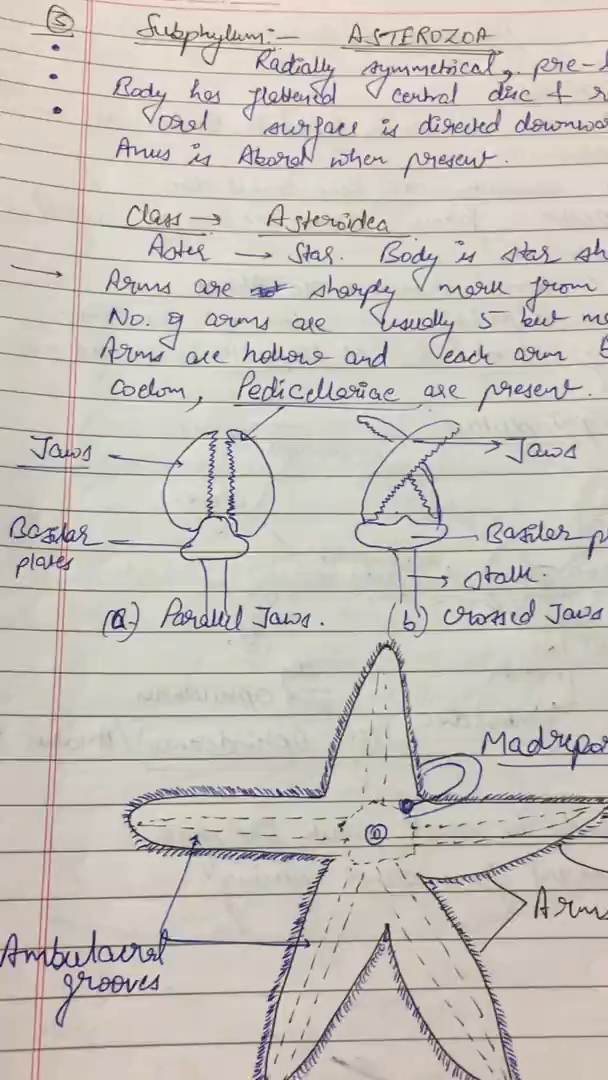 (5) Subphylum:- ASTEROZOA
Radially symmetrical, pre-
Body has flattened central disc + r
Oral surface is directed downwa
Anus is Aboral when present.
Class → Asteroidea
Aster → Star. Body is star sh
→ Arms are sharply mark from
No. of arms are usually 5 but m
Arms are hollow and each arm
Coelom, Pedicellariae are present.
Jaws
Jaws
Basilar plates
Basiler p
stalk.
(a) Parallel Jaws.
(b) Crossed Jaws
Madrepor
Arms
Ambulacral grooves